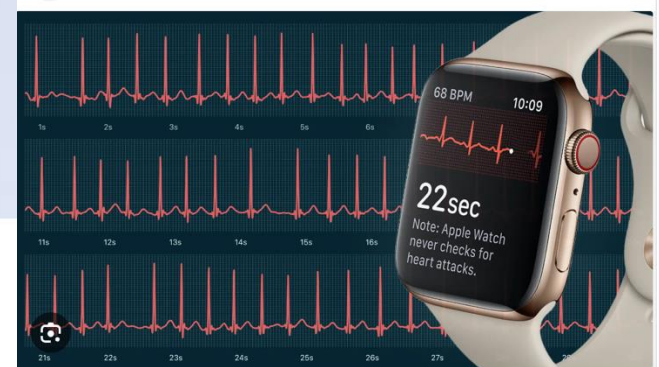 68 BPM
10:09
1s 2s 3s 4s 5s 6s
22sec
Note: Apple Watch
never checks for
heart attacks.
11s 12s 13s 14s 15s 16s
21s 22s 23s 24s 25s 26s 27s